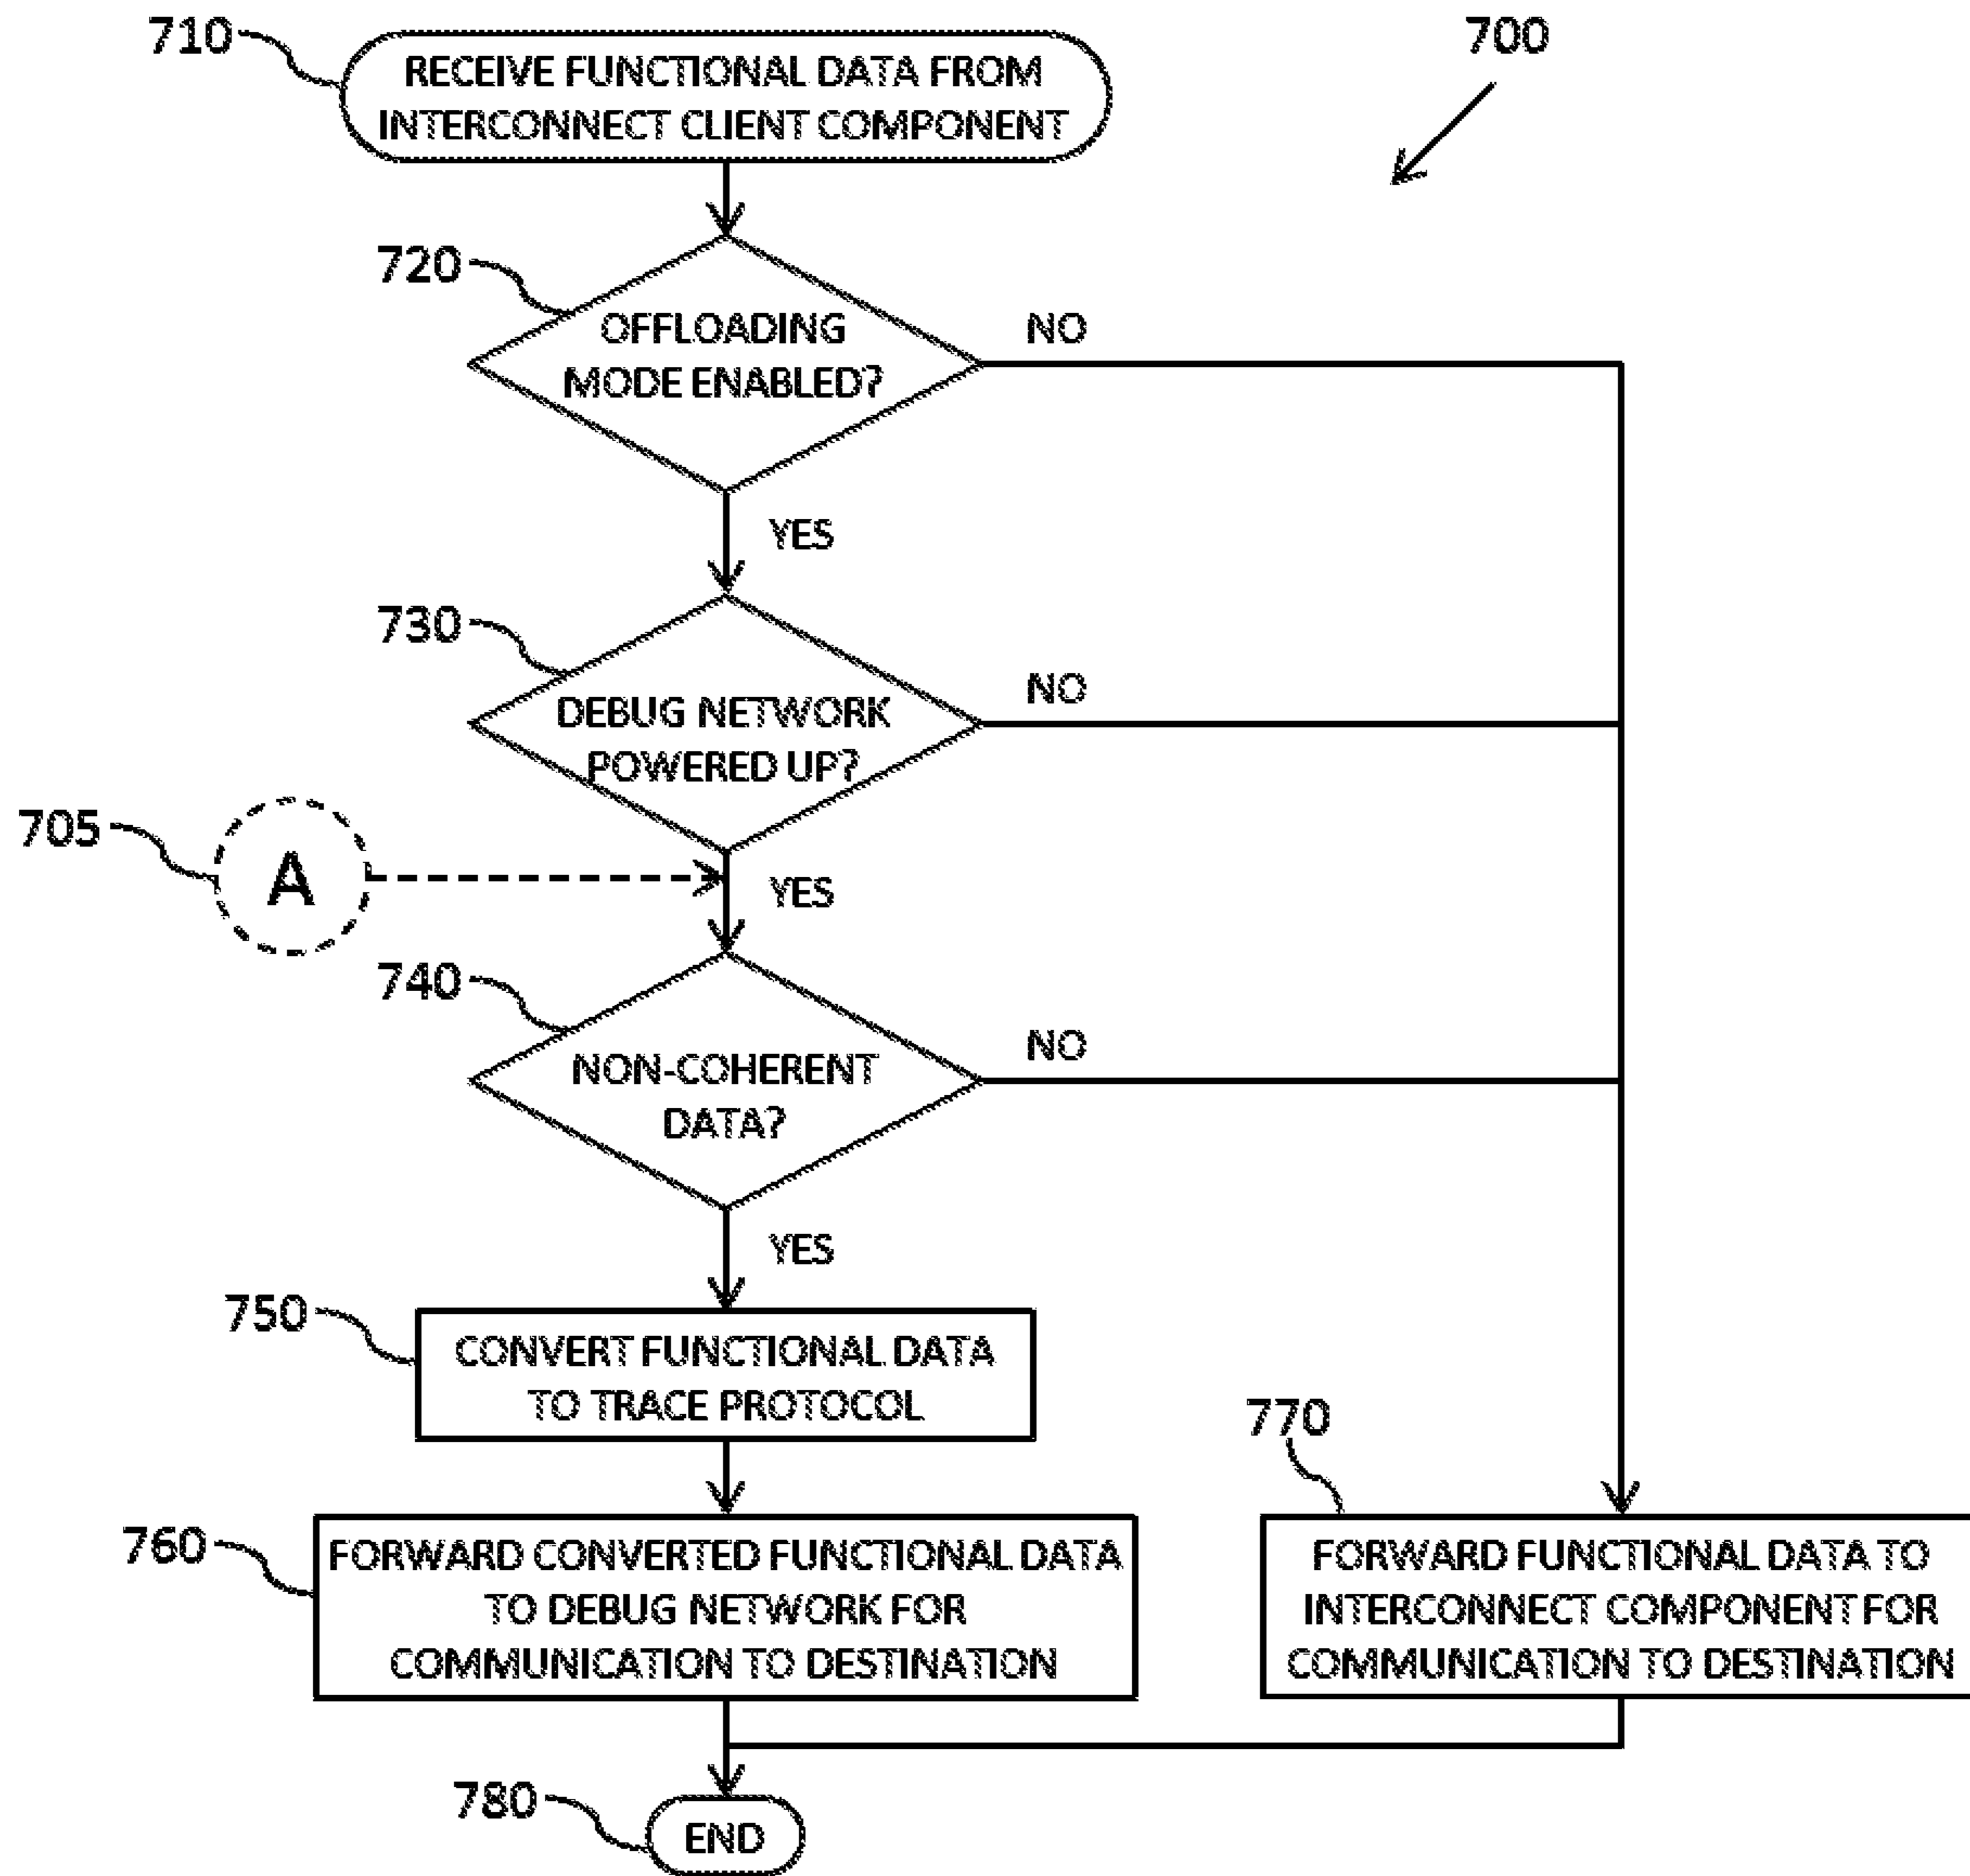 710
RECEIVE FUNCTIONAL DATA FROM
INTERCONNECT CLIENT COMPONENT
700
720
OFFLOADING
MODE ENABLED?
NO
YES
730
DEBUG NETWORK
POWERED UP?
NO
705
A
YES
740
NON-COHERENT
DATA?
NO
YES
750
CONVERT FUNCTIONAL DATA
TO TRACE PROTOCOL
760
FORWARD CONVERTED FUNCTIONAL DATA
TO DEBUG NETWORK FOR
COMMUNICATION TO DESTINATION
770
FORWARD FUNCTIONAL DATA TO
INTERCONNECT COMPONENT FOR
COMMUNICATION TO DESTINATION
780
END